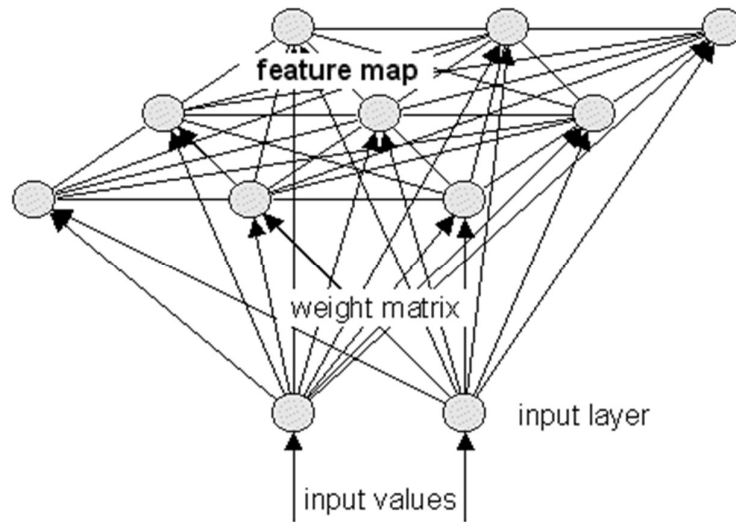 feature map
weight matrix
input layer
input values